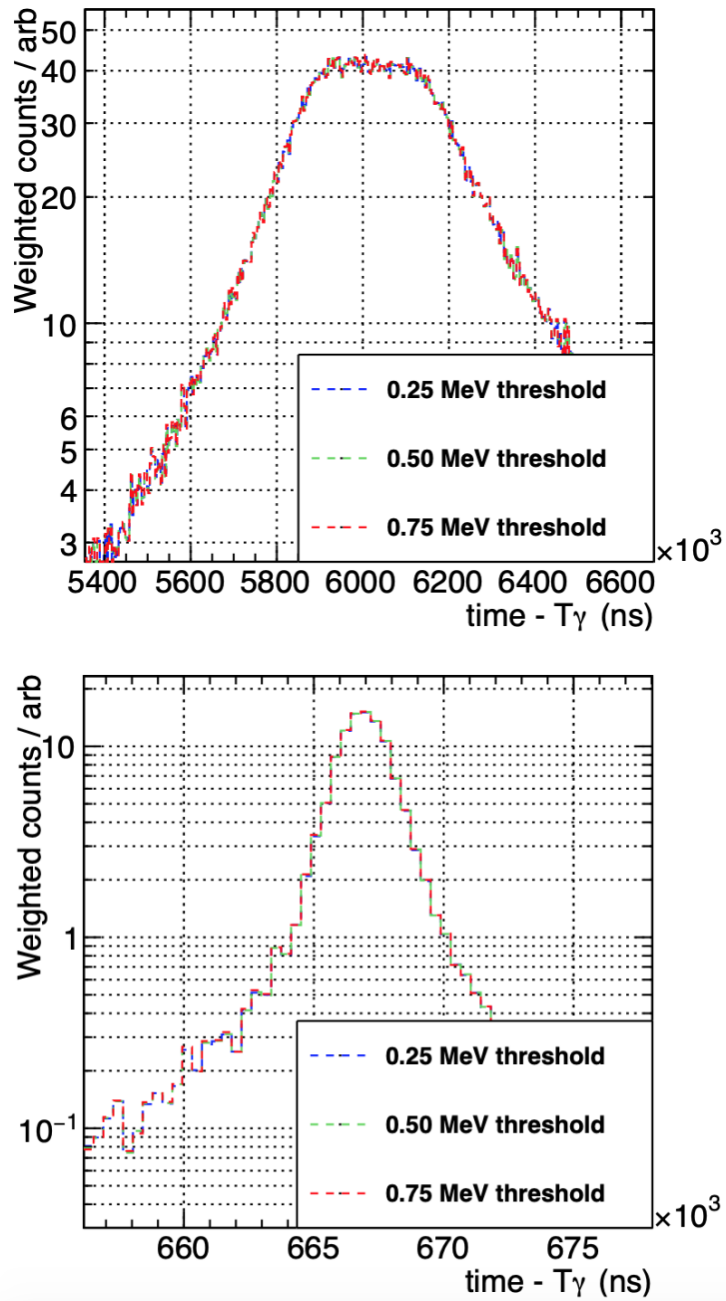 Weighted counts / arb
50
40
30
20
10
6
5
4
3
0.25 MeV threshold
0.50 MeV threshold
0.75 MeV threshold
5400 5600 5800 6000 6200 6400 6600
×10³
time - Tγ (ns)
Weighted counts / arb
10
1
10⁻¹
0.25 MeV threshold
0.50 MeV threshold
0.75 MeV threshold
660 665 670 675
×10³
time - Tγ (ns)